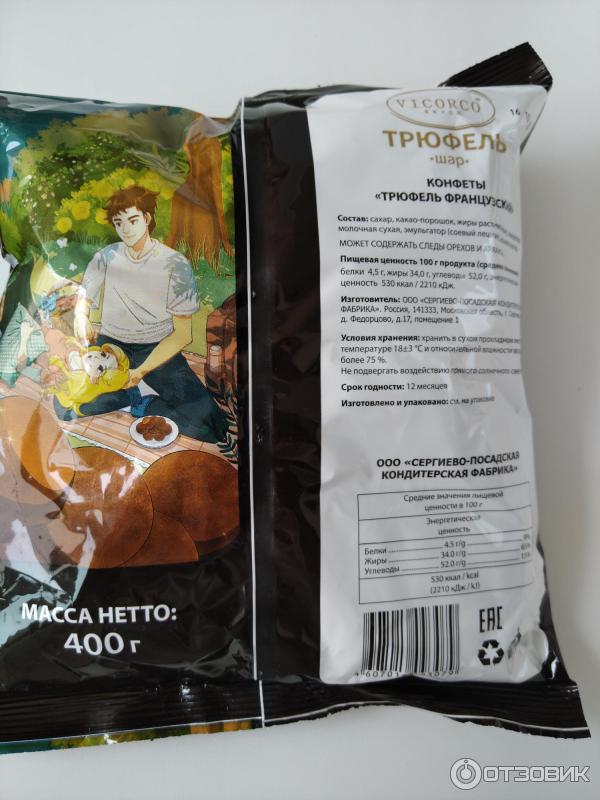 VICORCO®
ТРЮФЕЛЬ
•шар•
КОНФЕТЫ
«ТРЮФЕЛЬ ФРАНЦУЗСКИЙ
Состав: сахар, какао-порошок, жиры
молочная сухая, эмульгатор (соевый
МОЖЕТ СОДЕРЖАТЬ СЛЕДЫ ОРЕХОВ И
Пищевая ценность 100 г продукта
белки 4,5 г, жиры 34,0 г, углеводы 52,0 г,
ценность 530 ккал / 2210 кДж.
Изготовитель: ООО «СЕРГИЕВО-ПОСАДСКАЯ
ФАБРИКА». Россия, 141333, Московская область, г.
д. Федорцово, д.17, помещение 1
Условия хранения: хранить в сухом прохладном
температуре 18±3 °С и относительной влажности
более 75 %.
Не подвергать воздействию прямого солнечного
Срок годности: 12 месяцев
Изготовлено и упаковано: см. на упаковке
ООО «СЕРГИЕВО-ПОСАДСКАЯ
КОНДИТЕРСКАЯ ФАБРИКА»
Средние значения пищевой
ценности в 100 г
Энергетическая
ценность
Белки 4.5 г/g
Жиры 34.0 г/g
Углеводы 52.0 г/g
530 ккал / kcal
(2210 кДж / kJ)
EAC
МАССА НЕТТО:
400 г
ОТЗОВИК